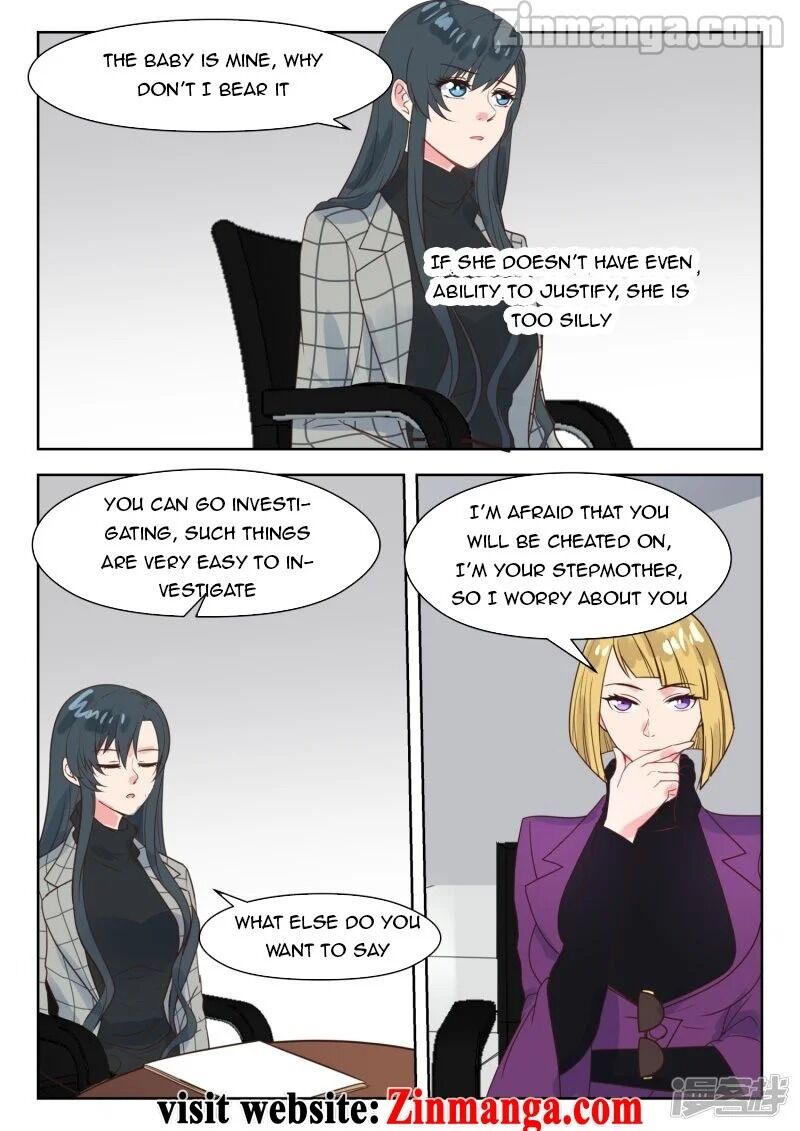 Zinmanga.com
THE BABY IS MINE, WHY
DON'T I BEAR IT
IF SHE DOESN'T HAVE EVEN
ABILITY TO JUSTIFY, SHE IS
TOO SILLY
YOU CAN GO INVESTI-
GATING, SUCH THINGS
ARE VERY EASY TO IN-
VESTIGATE
I'M AFRAID THAT YOU
WILL BE CHEATED ON,
I'M YOUR STEPMOTHER,
SO I WORRY ABOUT YOU
WHAT ELSE DO YOU
WANT TO SAY
漫客栈
visit website: Zinmanga.com